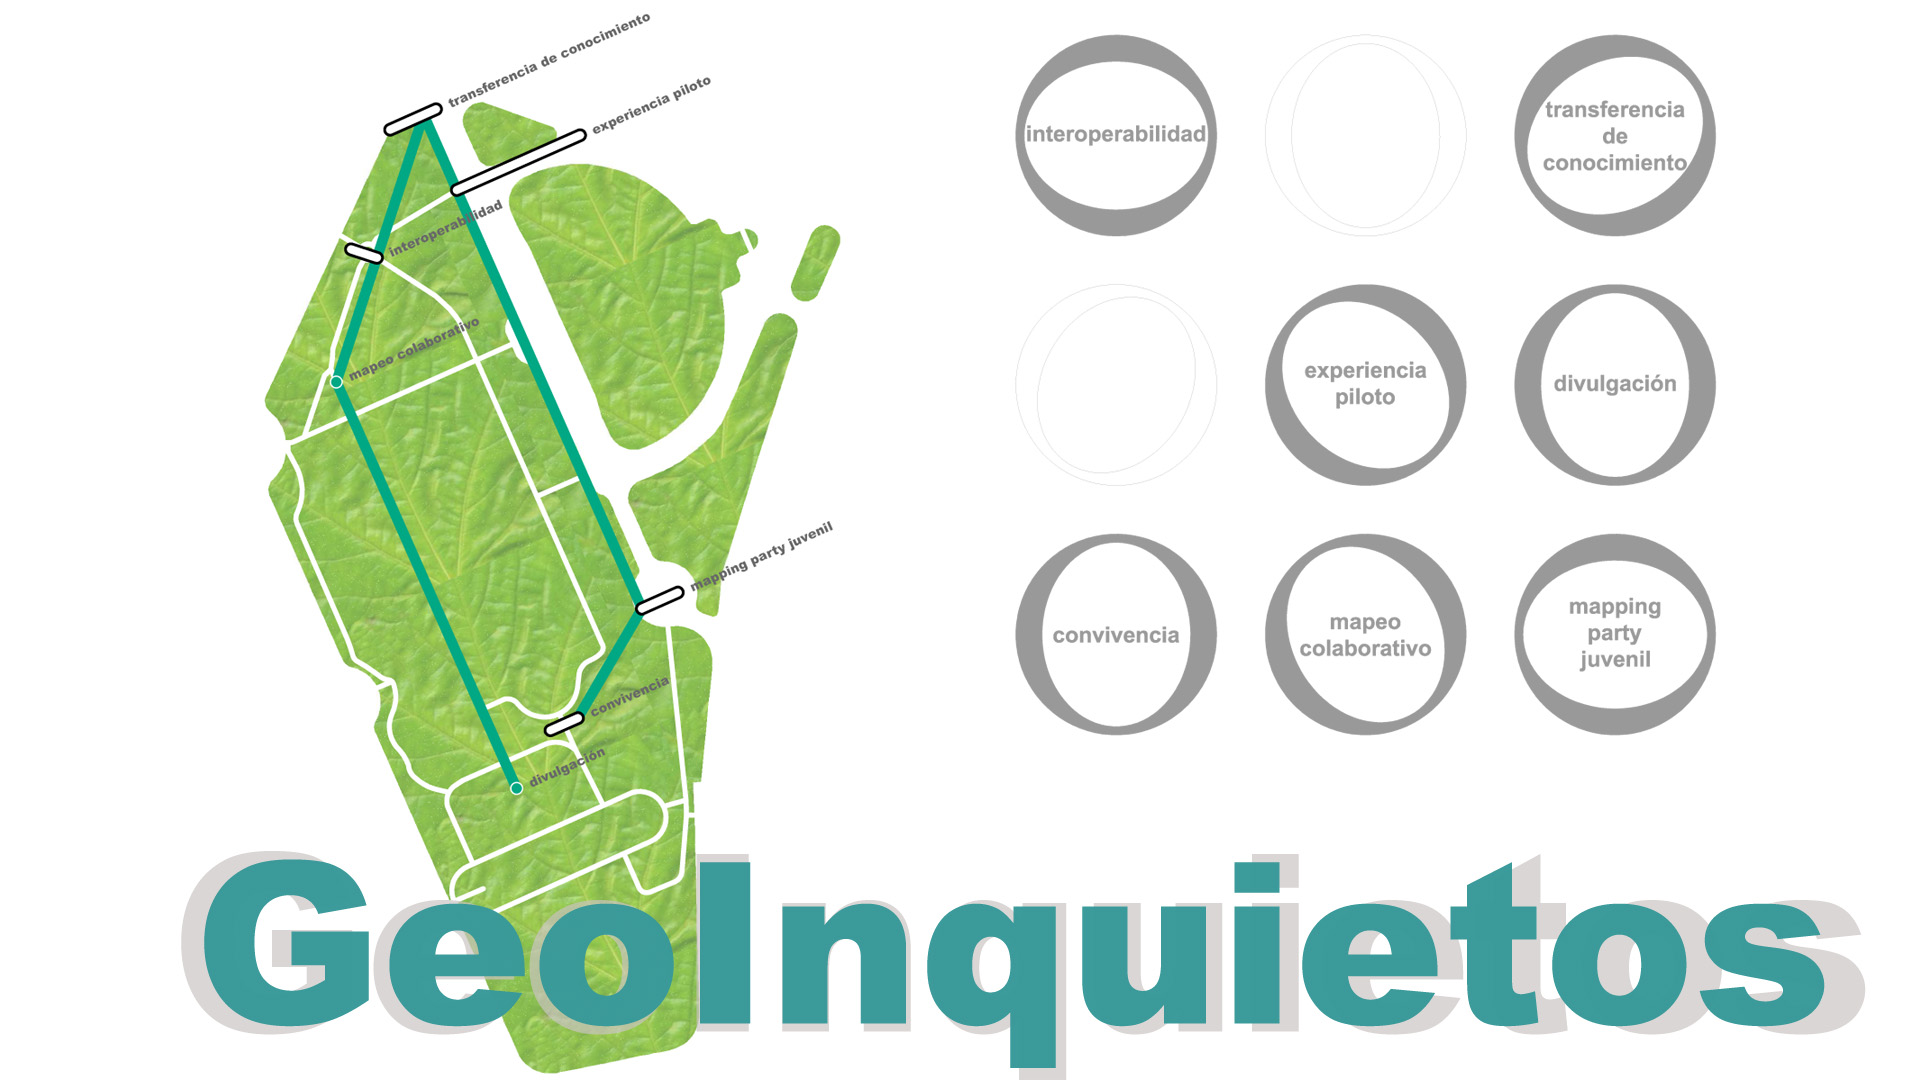 transferencia de conocimiento
experiencia piloto
interoperabilidad
mapeo colaborativo
mapping party juvenil
convivencia
divulgación
interoperabilidad
transferencia
de
conocimiento
experiencia
piloto
divulgación
convivencia
mapeo
colaborativo
mapping
party
juvenil
GeoInquietos